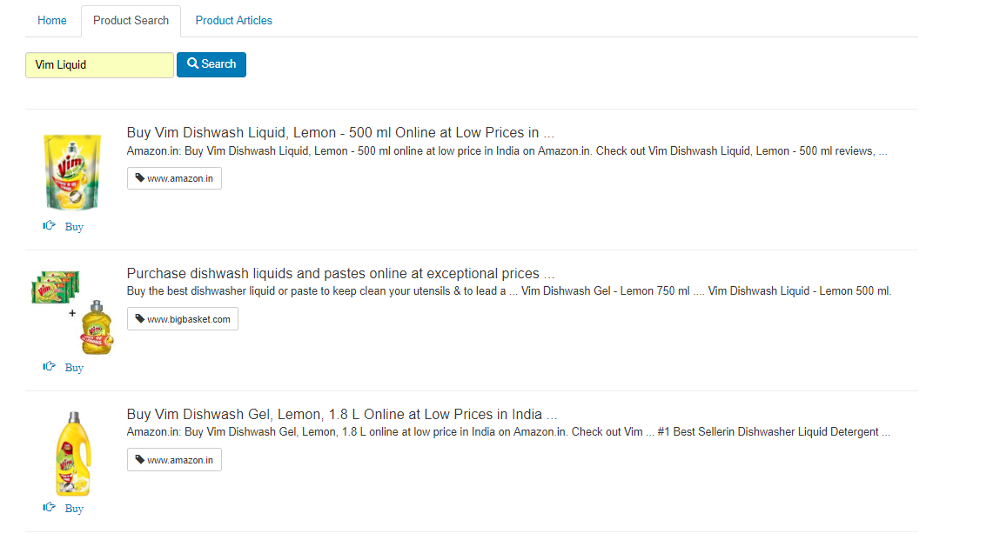 Home Product Search Product Articles
Vim Liquid Search
Buy Vim Dishwash Liquid, Lemon - 500 ml Online at Low Prices in ...
Amazon.in: Buy Vim Dishwash Liquid, Lemon - 500 ml online at low price in India on Amazon.in. Check out Vim Dishwash Liquid, Lemon - 500 ml reviews, ...
www.amazon.in
Vim
Buy
Purchase dishwash liquids and pastes online at exceptional prices ...
Buy the best dishwasher liquid or paste to keep clean your utensils & to lead a ... Vim Dishwash Gel - Lemon 750 ml .... Vim Dishwash Liquid - Lemon 500 ml.
Vim
+
www.bigbasket.com
Vim
Buy
Buy Vim Dishwash Gel, Lemon, 1.8 L Online at Low Prices in India ...
Amazon.in: Buy Vim Dishwash Gel, Lemon, 1.8 L online at low price in India on Amazon.in. Check out Vim ... #1 Best Sellerin Dishwasher Liquid Detergent ...
www.amazon.in
Vim
Buy